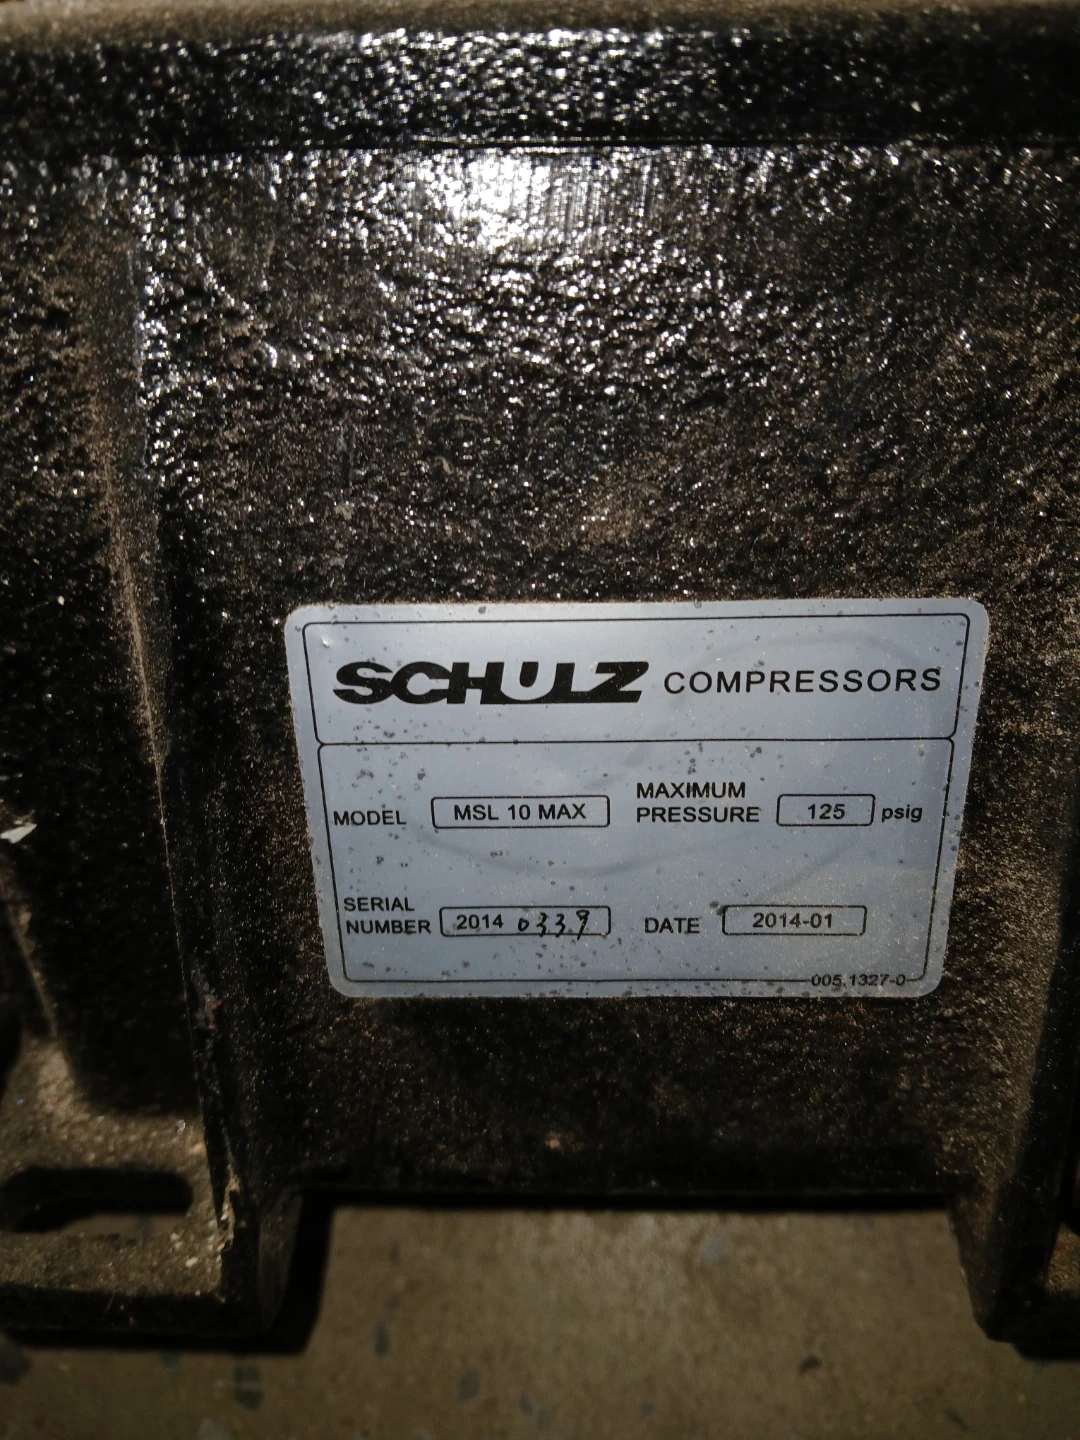 SCHULZ COMPRESSORS
MODEL MSL 10 MAX MAXIMUM PRESSURE 125 psig
SERIAL NUMBER 2014 0339 DATE 2014-01
005.1327-0